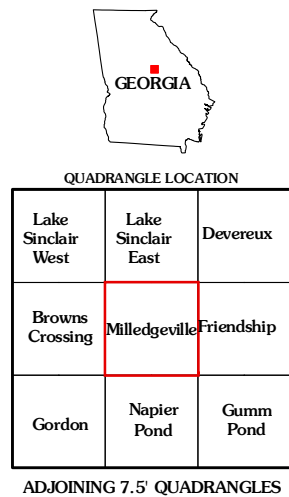 GEORGIA
QUADRANGLE LOCATION
Lake
Sinclair
West
Lake
Sinclair
East
Devereux
Browns
Crossing
Milledgeville
Friendship
Gordon
Napier
Pond
Gumm
Pond
ADJOINING 7.5' QUADRANGLES